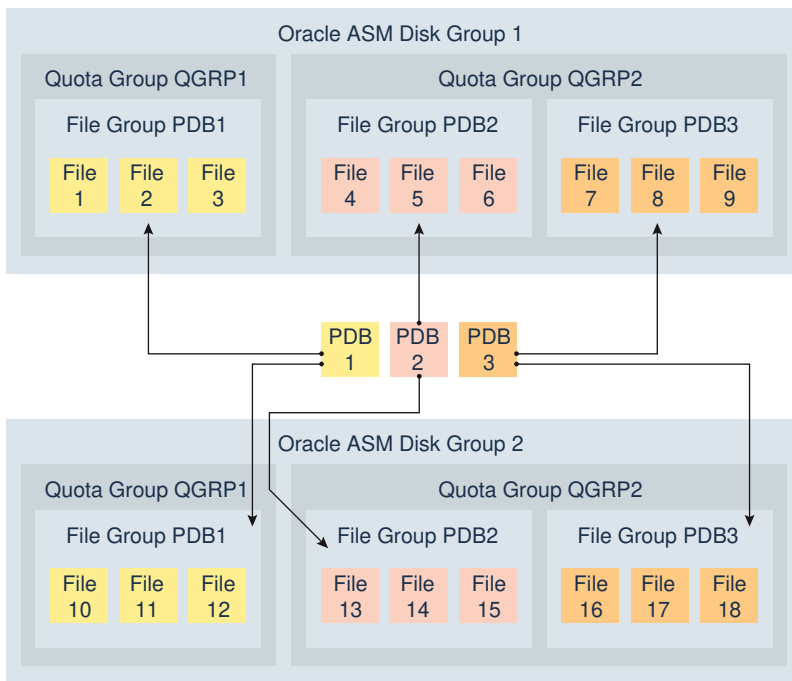 Oracle ASM Disk Group 1
Quota Group QGRP1
Quota Group QGRP2
File Group PDB1
File Group PDB2
File Group PDB3
File
1
File
2
File
3
File
4
File
5
File
6
File
7
File
8
File
9
PDB
1
PDB
2
PDB
3
Oracle ASM Disk Group 2
Quota Group QGRP1
Quota Group QGRP2
File Group PDB1
File Group PDB2
File Group PDB3
File
10
File
11
File
12
File
13
File
14
File
15
File
16
File
17
File
18